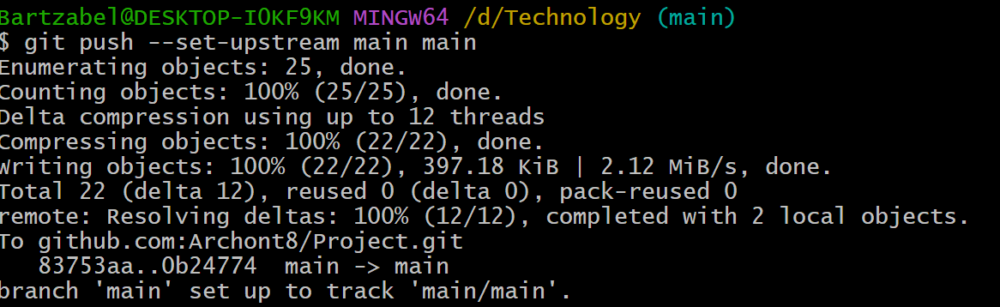 Bartzabel@DESKTOP-IOKF9KM MINGW64 /d/Technology (main)
$ git push --set-upstream main main
Enumerating objects: 25, done.
Counting objects: 100% (25/25), done.
Delta compression using up to 12 threads
Compressing objects: 100% (22/22), done.
Writing objects: 100% (22/22), 397.18 KiB | 2.12 MiB/s, done.
Total 22 (delta 12), reused 0 (delta 0), pack-reused 0
remote: Resolving deltas: 100% (12/12), completed with 2 local objects.
To github.com:Archont8/Project.git
   83753aa..0b24774  main -> main
branch 'main' set up to track 'main/main'.